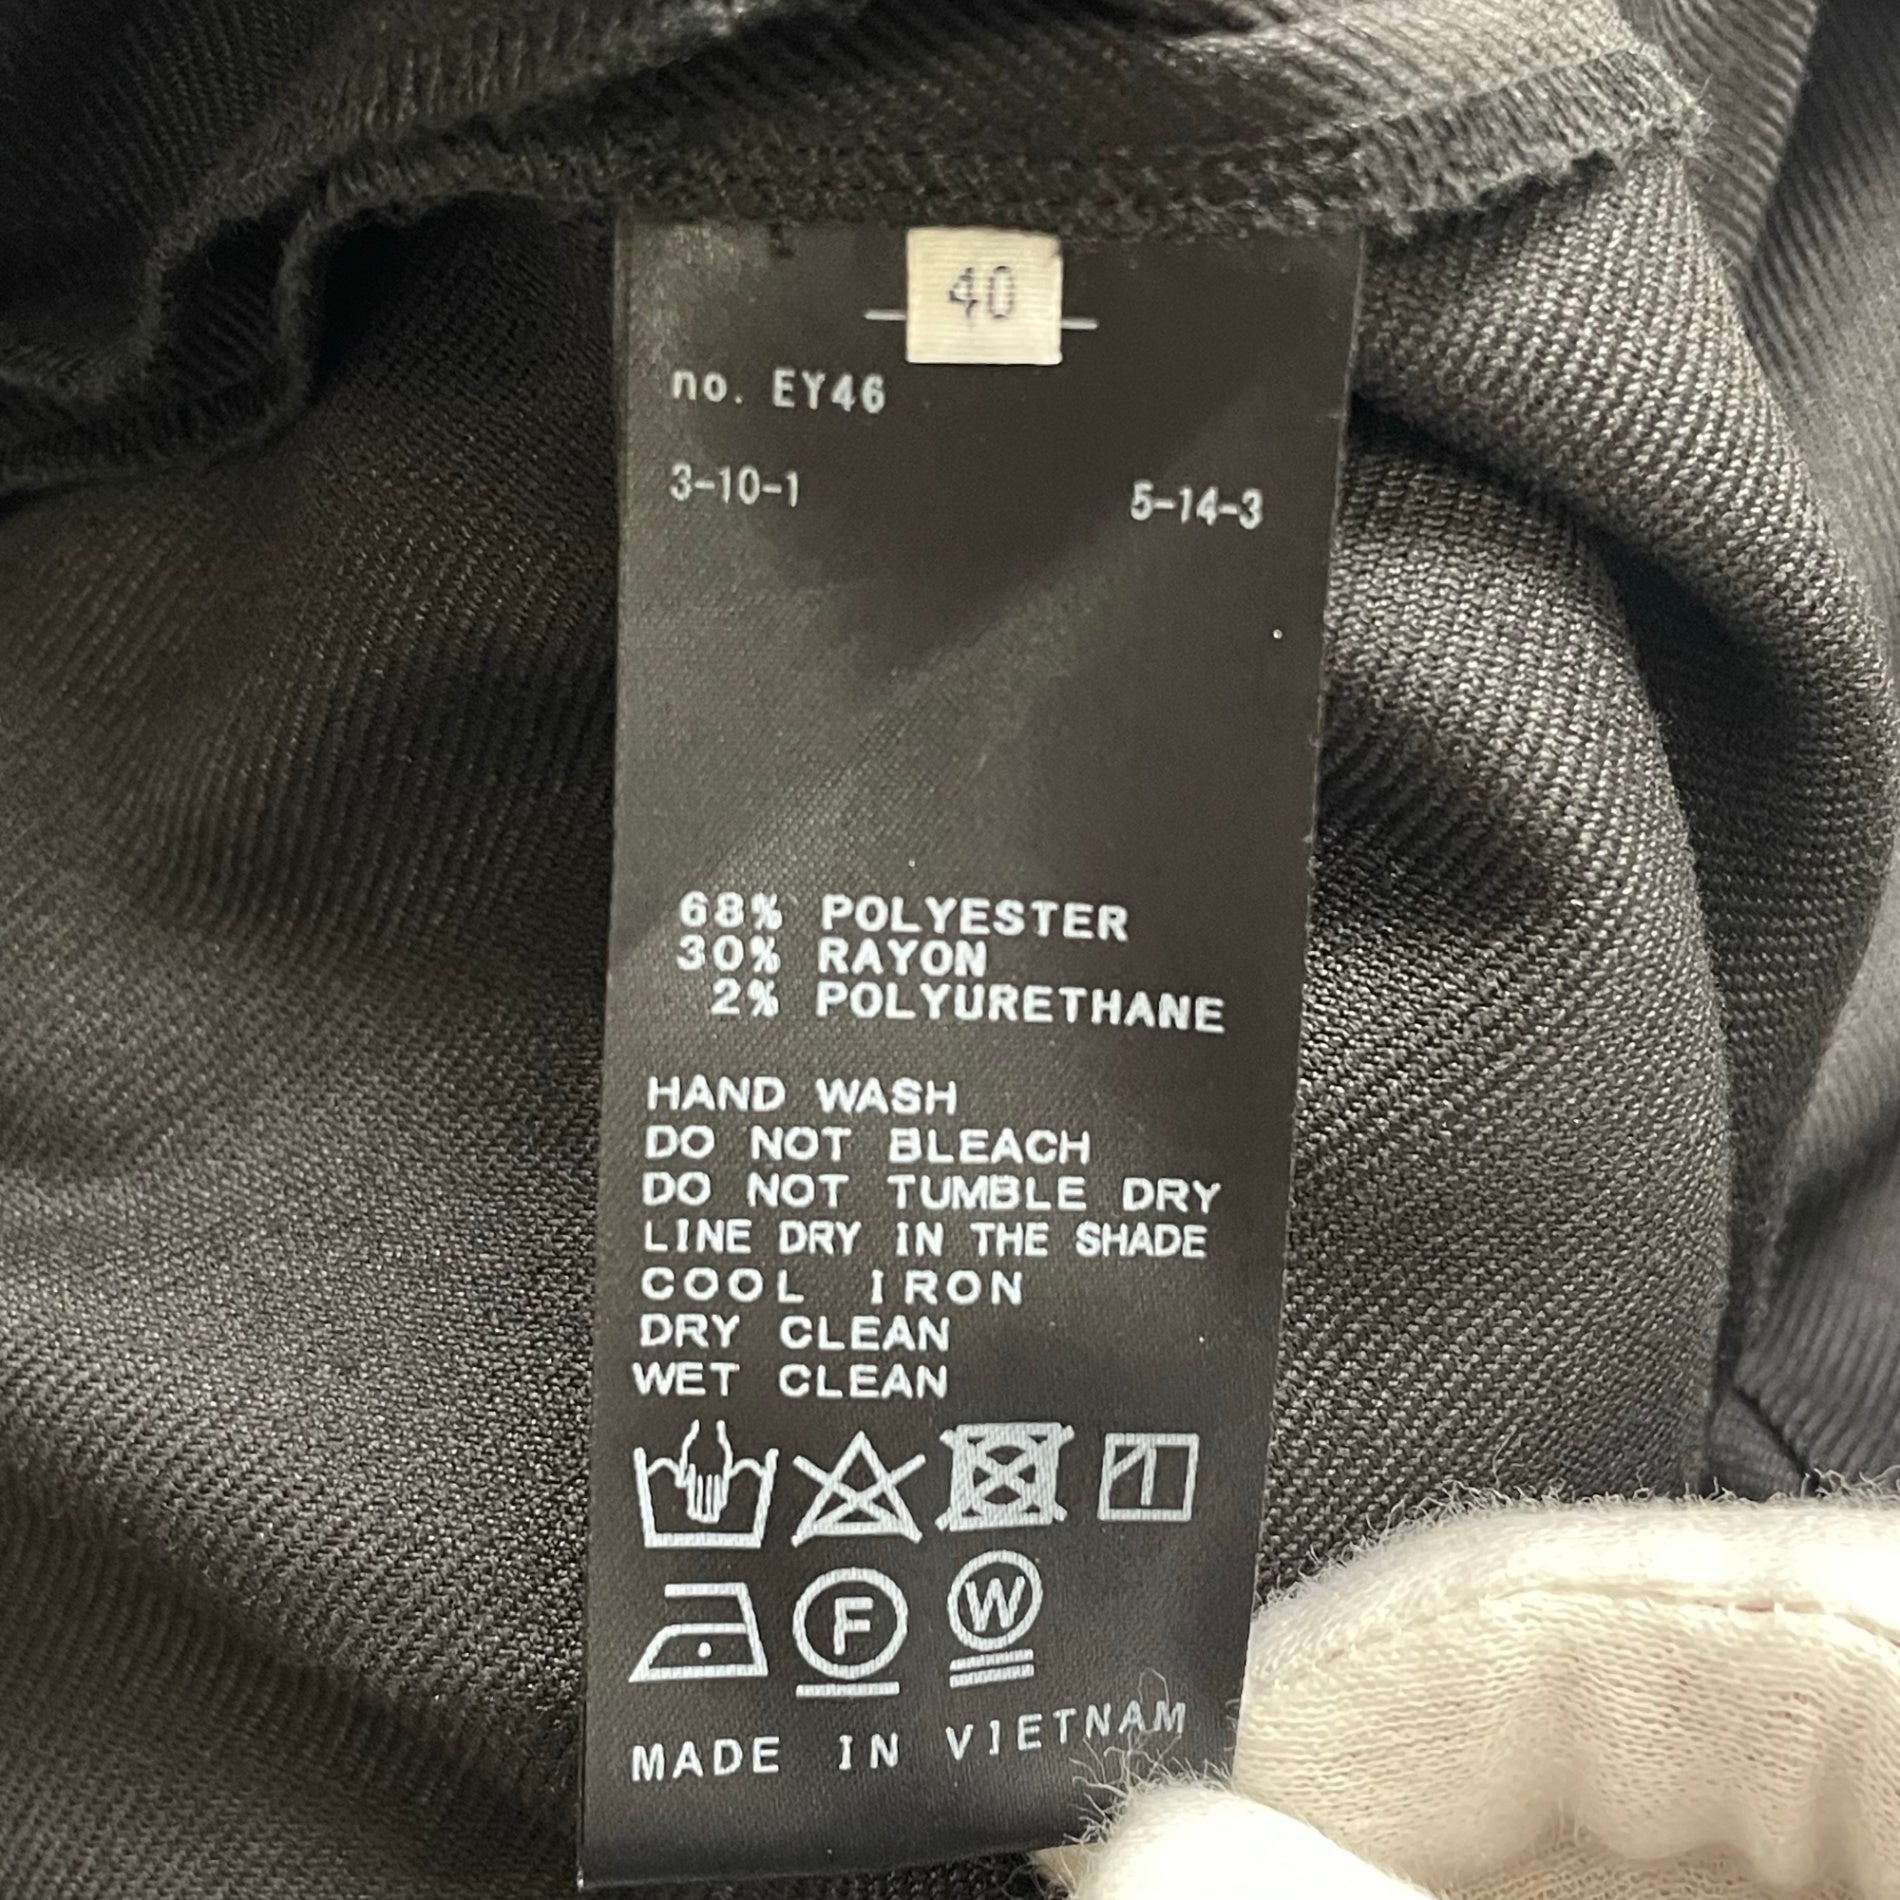 40
no. EY46
3-10-1 5-14-3
68% POLYESTER
30% RAYON
2% POLYURETHANE
HAND WASH
DO NOT BLEACH
DO NOT TUMBLE DRY
LINE DRY IN THE SHADE
COOL IRON
DRY CLEAN
WET CLEAN
F W
MADE IN VIETNAM